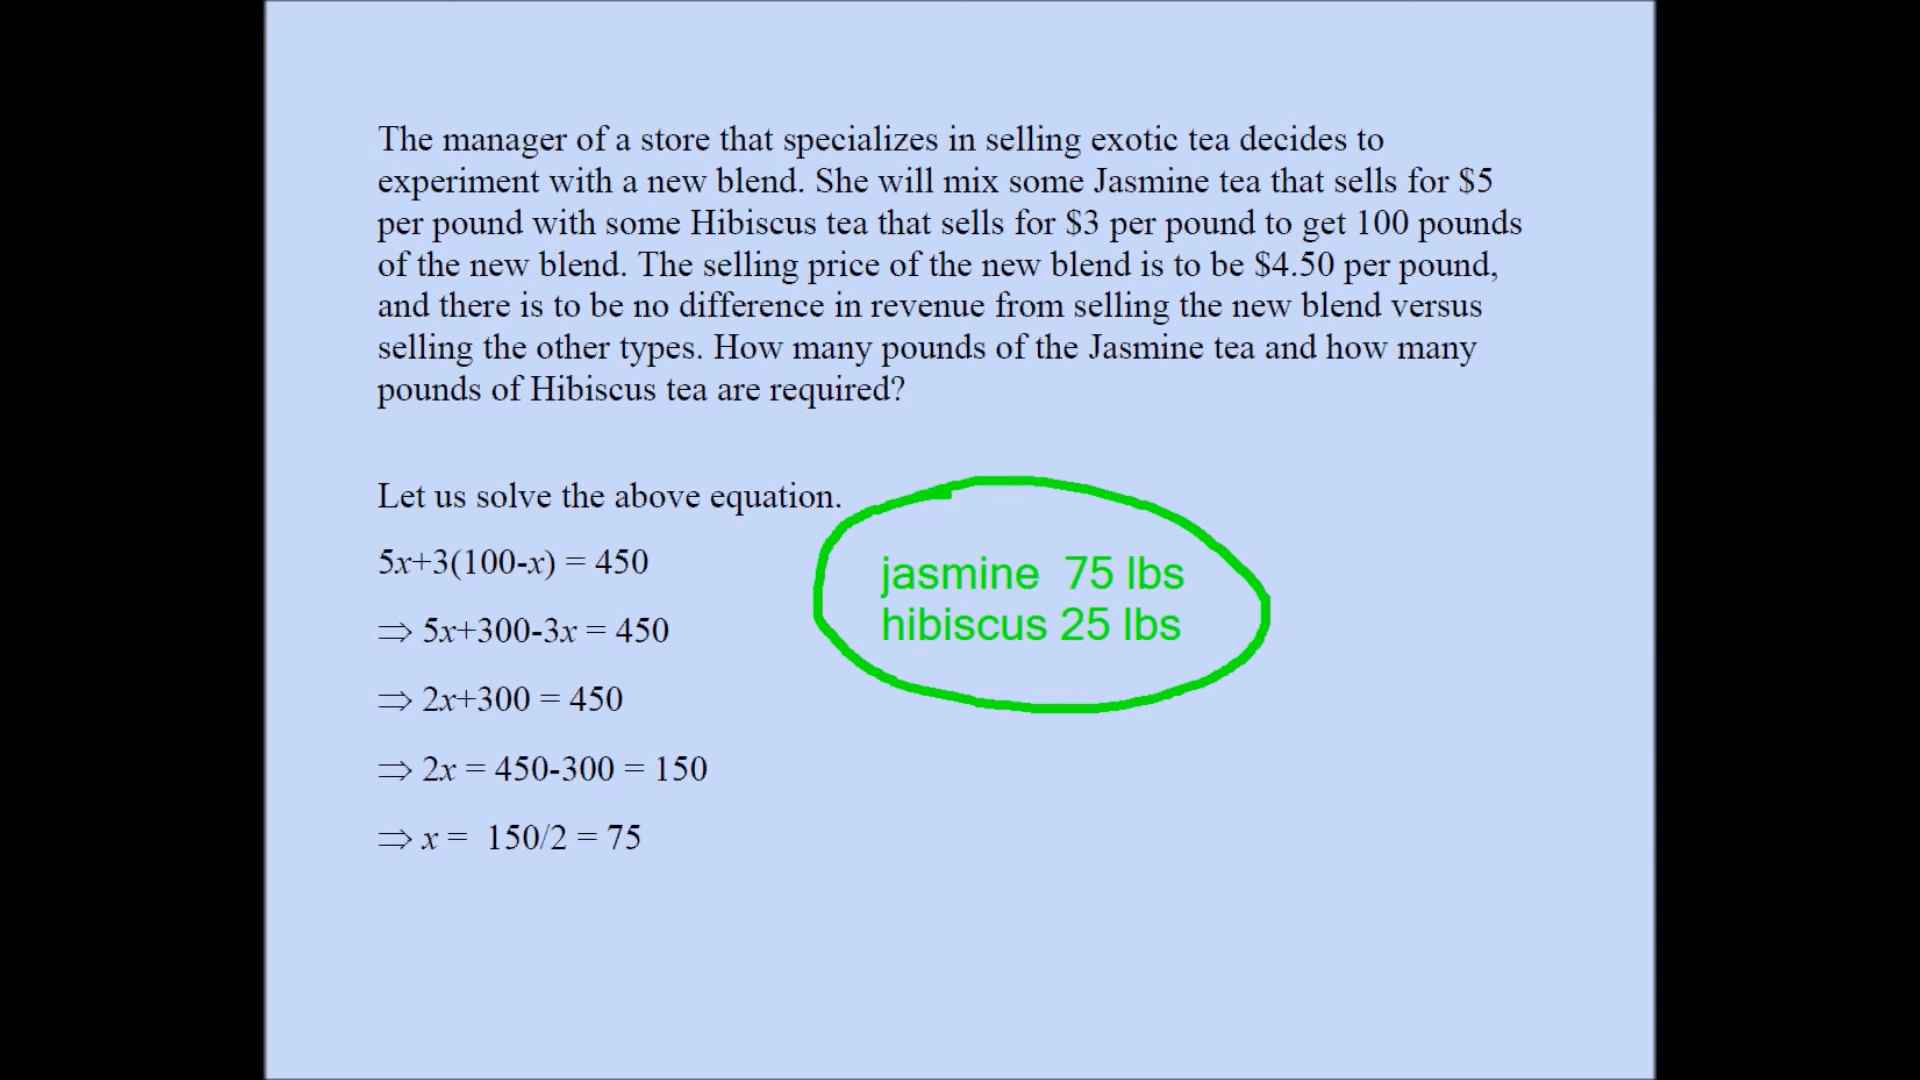 The manager of a store that specializes in selling exotic tea decides to
experiment with a new blend. She will mix some Jasmine tea that sells for $5
per pound with some Hibiscus tea that sells for $3 per pound to get 100 pounds
of the new blend. The selling price of the new blend is to be $4.50 per pound,
and there is to be no difference in revenue from selling the new blend versus
selling the other types. How many pounds of the Jasmine tea and how many
pounds of Hibiscus tea are required?
Let us solve the above equation.
5x+3(100-x) = 450
⇒ 5x+300-3x = 450
⇒ 2x+300 = 450
⇒ 2x = 450-300 = 150
⇒ x = 150/2 = 75
jasmine 75 lbs
hibiscus 25 lbs